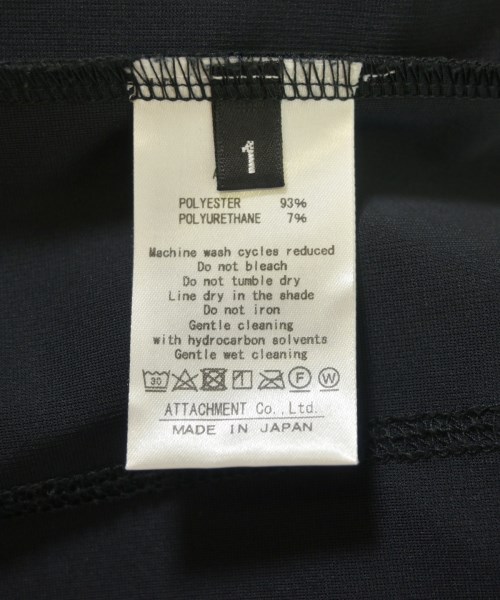 1
POLYESTER 93%
POLYURETHANE 7%
Machine wash cycles reduced
Do not bleach
Do not tumble dry
Line dry in the shade
Do not iron
Gentle cleaning
with hydrocarbon solvents
Gentle wet cleaning
30 F W
ATTACHMENT Co.,Ltd.
MADE IN JAPAN